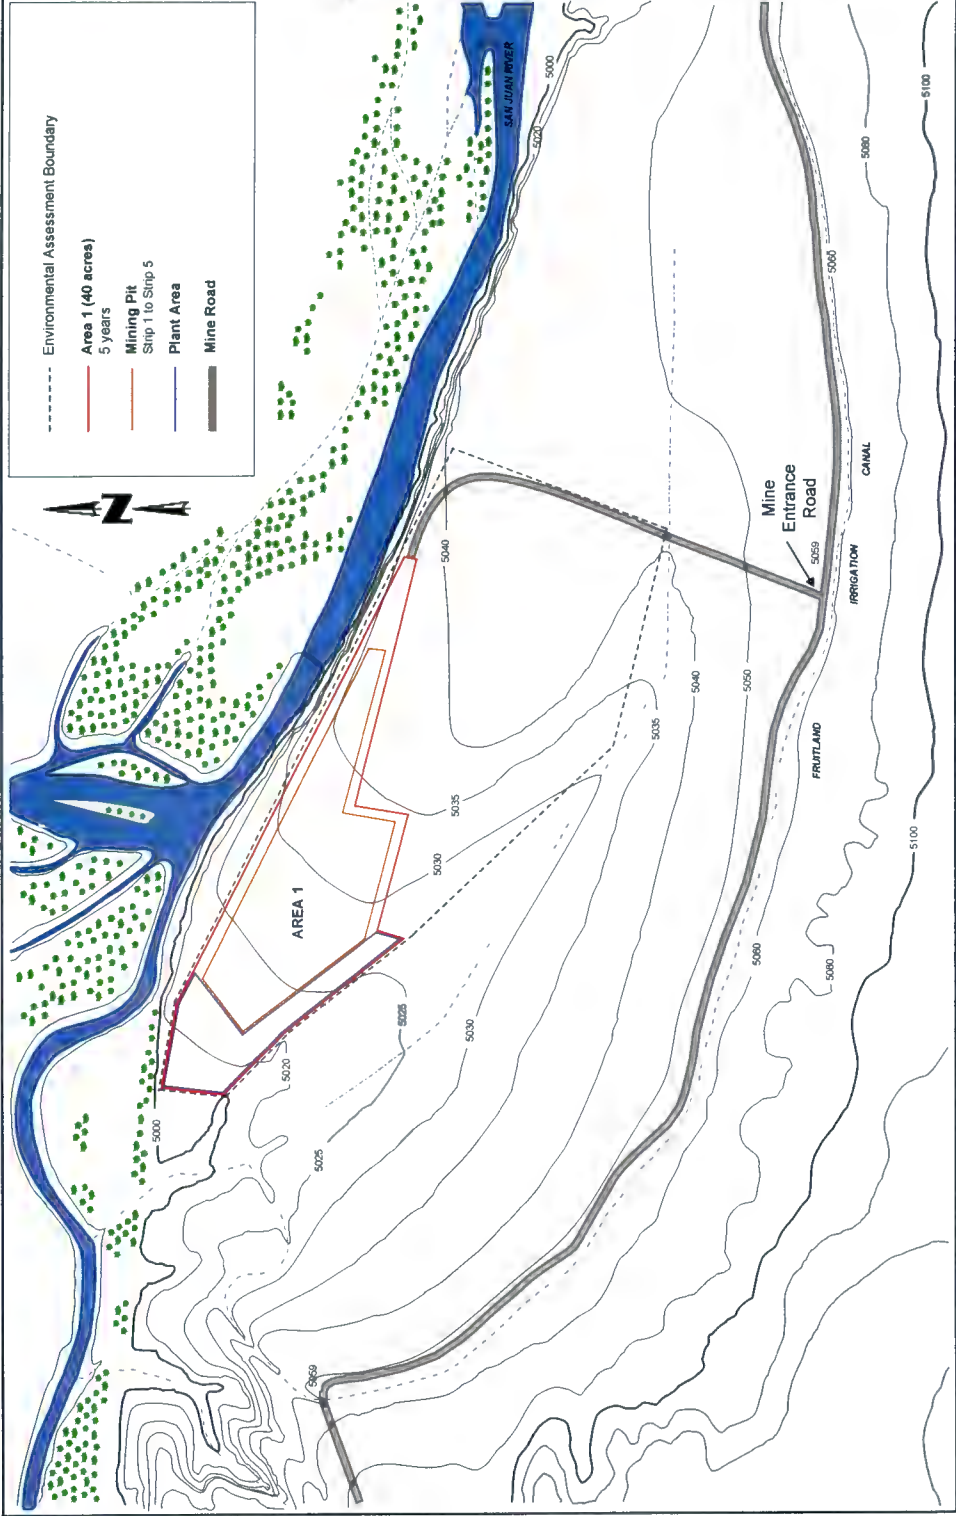 Environmental Assessment Boundary
Area 1 (40 acres)
5 years
Mining Pit
Strip 1 to Strip 5
Plant Area
Mine Road
N
SAN JUAN RIVER
5000
5020
5100
5080
5060
5040
Mine
Entrance
Road
5059
CANAL
IRRIGATION
FRUITLAND
5040
5050
5035
5035
5030
AREA 1
5100
5080
5060
5030
5025
5020
5025
5000
5959